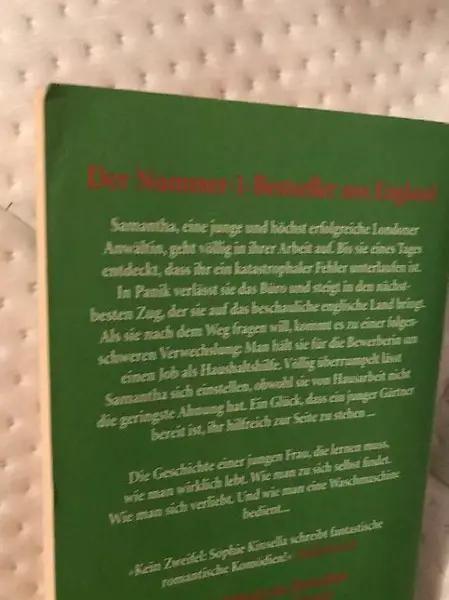 Der Nummer-1-Bestseller aus England
Samantha, eine junge und höchst erfolgreiche Londoner
Anwältin, geht völlig in ihrer Arbeit auf. Bis sie eines Tages
entdeckt, dass ihr ein katastrophaler Fehler unterlaufen ist.
In Panik verlässt sie das Büro und steigt in den nächst-
besten Zug, der sie auf das beschauliche englische Land bringt.
Als sie nach dem Weg fragen will, kommt es zu einer folgen-
schweren Verwechslung: Man hält sie für die Bewerberin um
einen Job als Haushaltshilfe. Völlig überrumpelt lässt
Samantha sich einstellen, obwohl sie von Hausarbeit nicht
die geringste Ahnung hat. Ein Glück, dass ein junger Gärtner
bereit ist, ihr hilfreich zur Seite zu stehen ...
Die Geschichte einer jungen Frau, die lernen muss,
wie man wirklich lebt. Wie man zu sich selbst findet.
Wie man sich verliebt. Und wie man eine Waschmaschine
bedient...
»Kein Zweifel: Sophie Kinsella schreibt fantastische
romantische Komödien!«